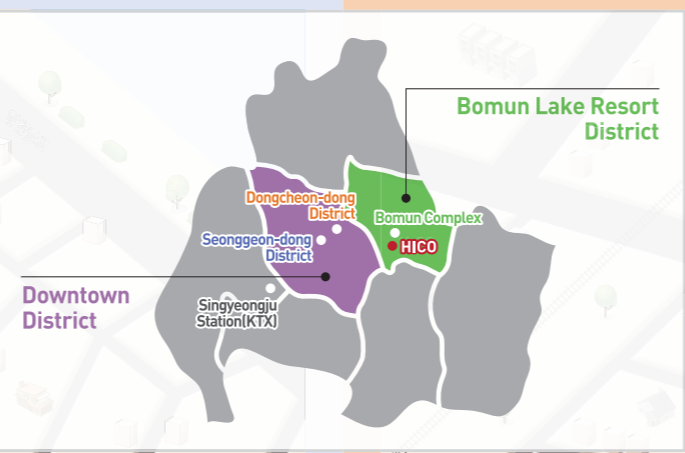 Bomun Lake Resort
District
Dongcheon-dong
District
Bomun Complex
Seonggeon-dong
District
HICO
Downtown
District
Singyeongju
Station(KTX)